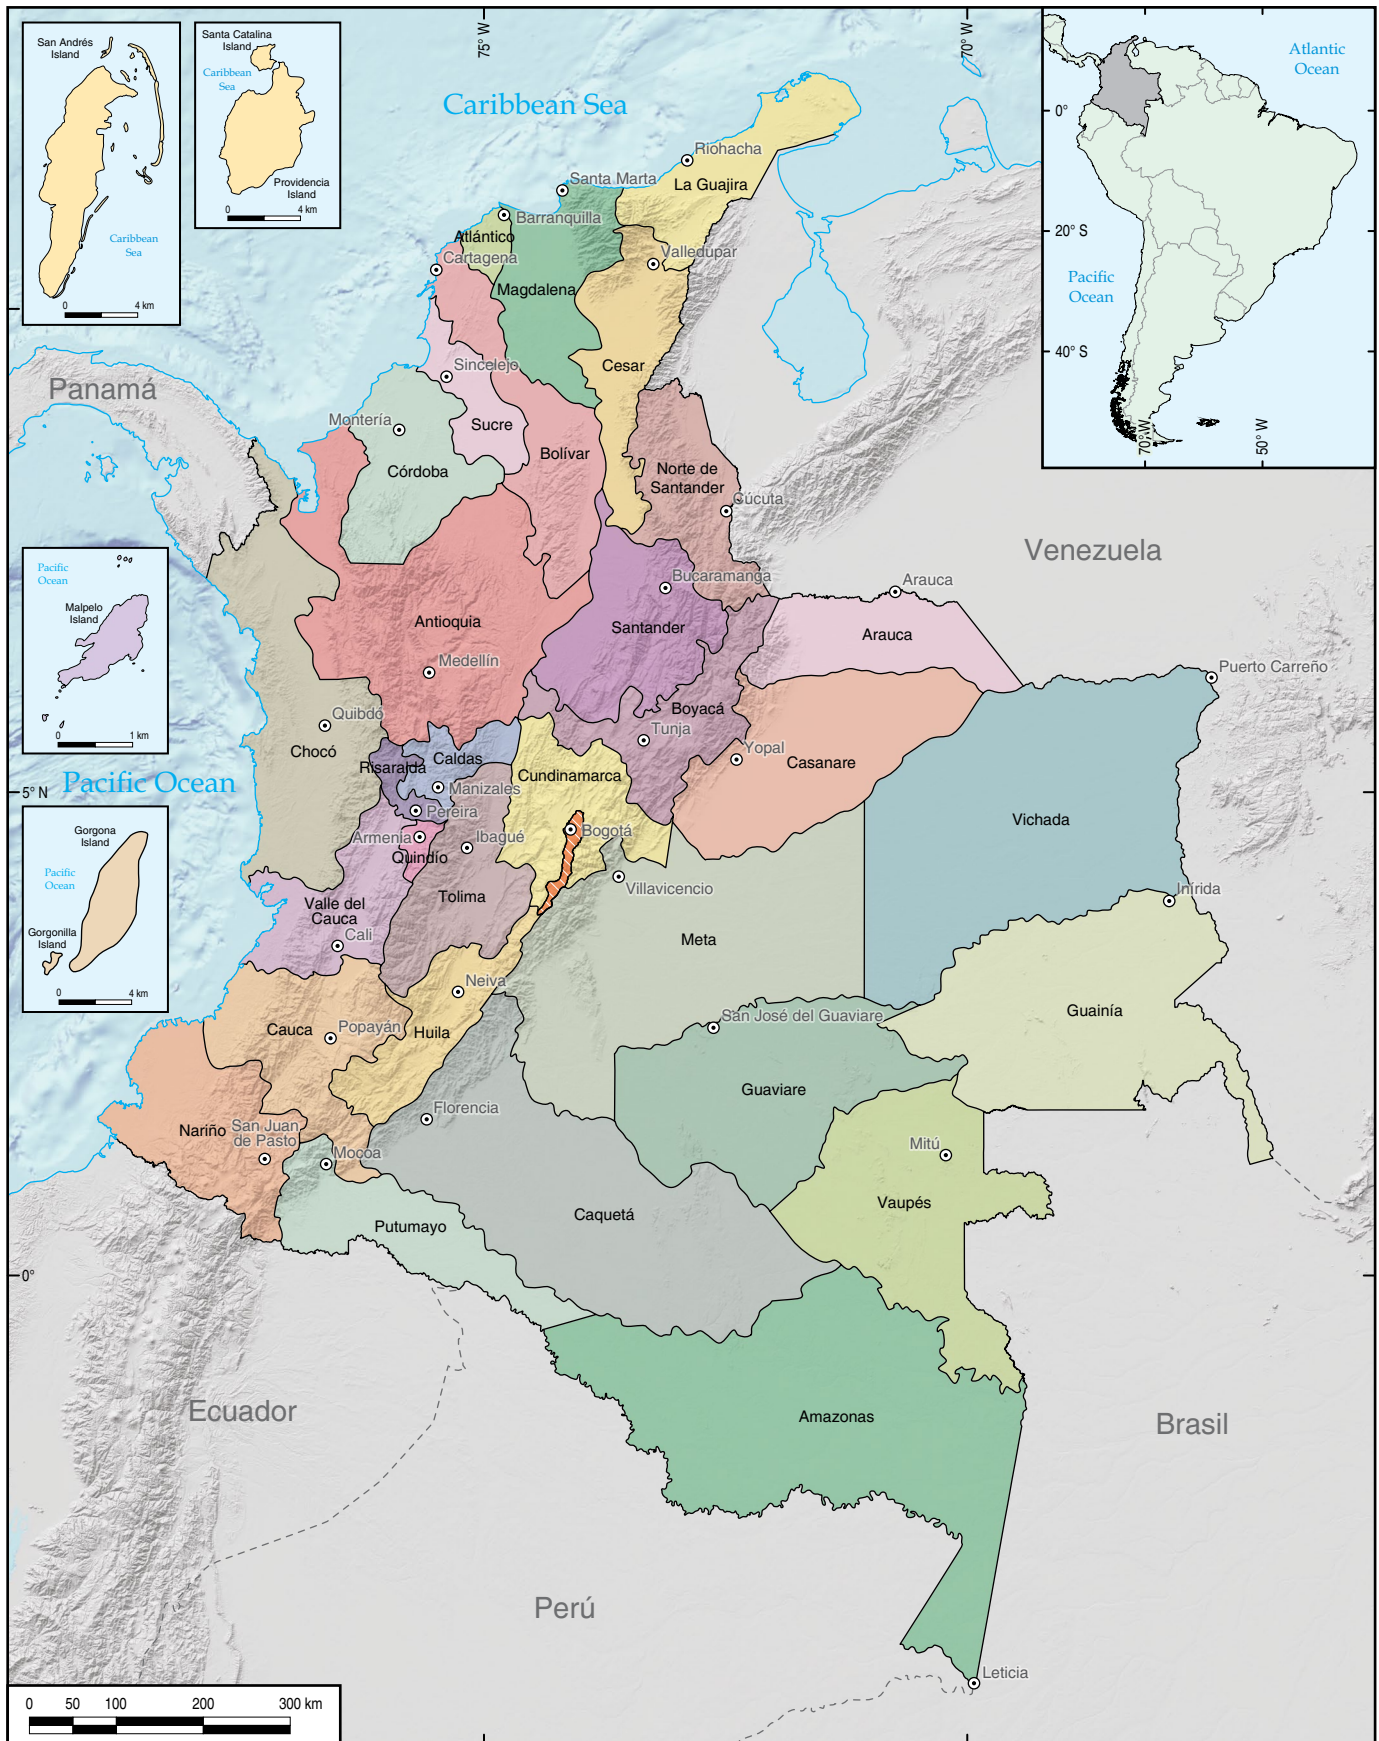 San Andrés
Island
Caribbean
Sea
0
4 km
Santa Catalina
Island
Caribbean
Sea
Providencia
Island
0
4 km
75° W
70° W
Caribbean Sea
Atlantic
Ocean
0°
20° S
Pacific
Ocean
40° S
70° W
50° W
Riohacha
La Guajira
Santa Marta
Barranquilla
Atlántico
Cartagena
Valledupar
Magdalena
Cesar
Sincelejo
Panamá
Montería
Sucre
Bolívar
Córdoba
Norte de
Santander
Cúcuta
Venezuela
Pacific
Ocean
Malpelo
Island
0
1 km
Bucaramanga
Arauca
Antioquia
Santander
Arauca
Medellín
Puerto Carreño
Boyacá
Quibdó
Tunja
Chocó
Yopal
Caldas
Risaralda
Casanare
Cundinamarca
Pacific Ocean
5° N
Manizales
Pereira
Vichada
Armenia
Ibagué
Bogotá
Quindío
Gorgona
Island
Pacific
Ocean
Gorgonilla
Island
0
4 km
Villavicencio
Inírida
Tolima
Valle del
Cauca
Cali
Meta
Neiva
Guainía
San José del Guaviare
Cauca
Popayán
Huila
Guaviare
Florencia
Nariño
San Juan
de Pasto
Mitú
Mocoa
Vaupés
Putumayo
Caquetá
0°
Ecuador
Amazonas
Brasil
Perú
Leticia
0
50
100
200
300 km